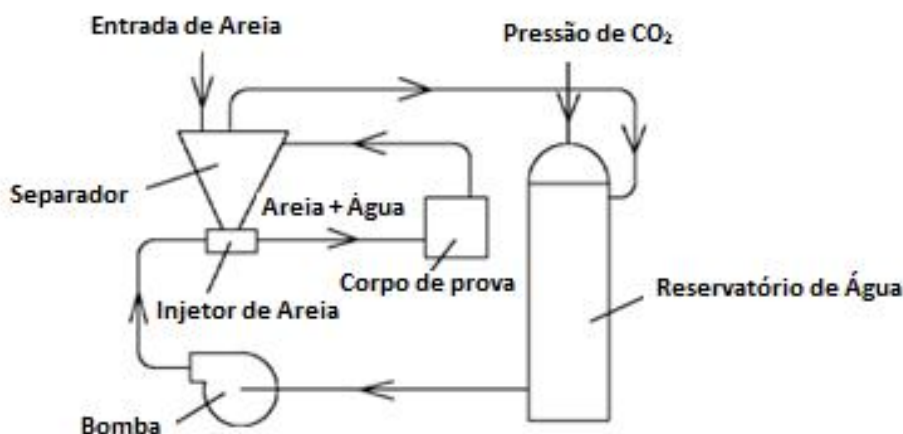 Entrada de Areia
Pressão de CO₂
Separador
Areia + Água
Corpo de prova
Injetor de Areia
Reservatório de Água
Bomba